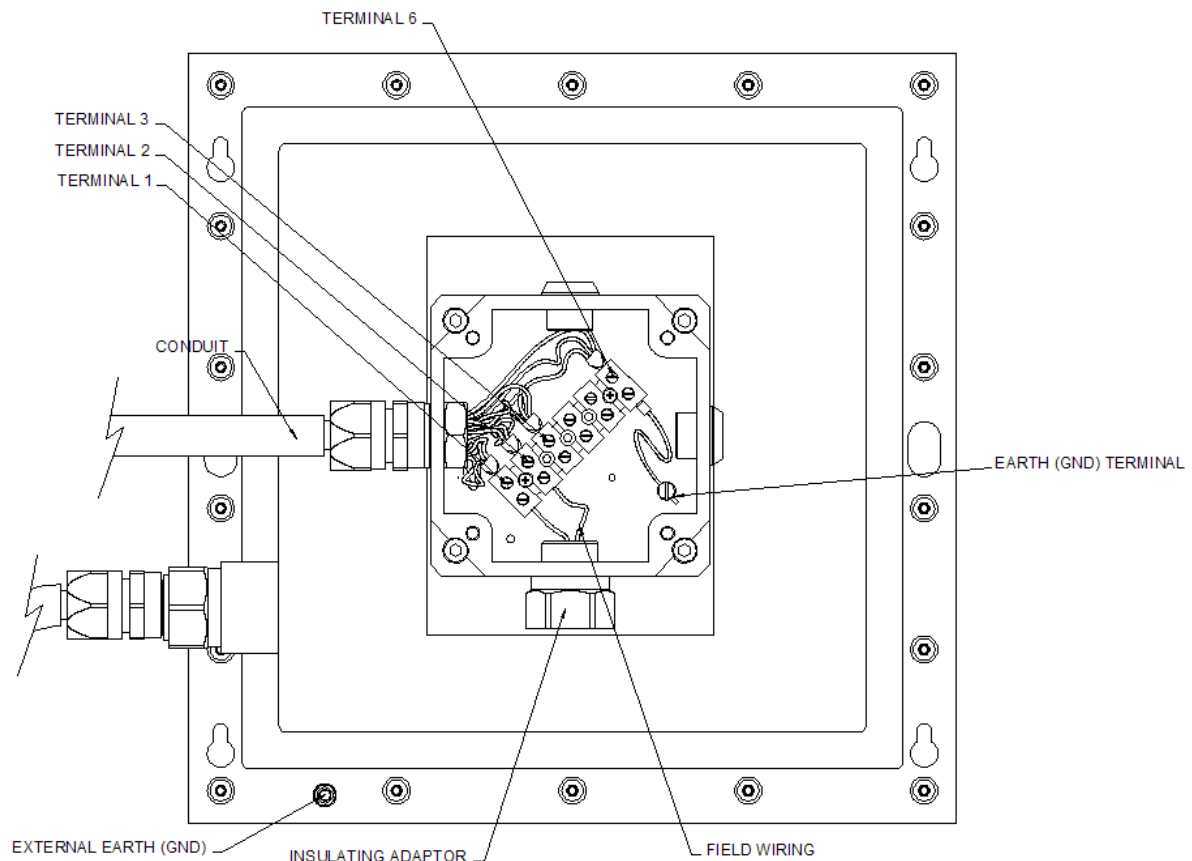 TERMINAL 6
TERMINAL 3
TERMINAL 2
TERMINAL 1
CONDUIT
EARTH (GND) TERMINAL
EXTERNAL EARTH (GND)
INSULATING ADAPTOR
FIELD WIRING